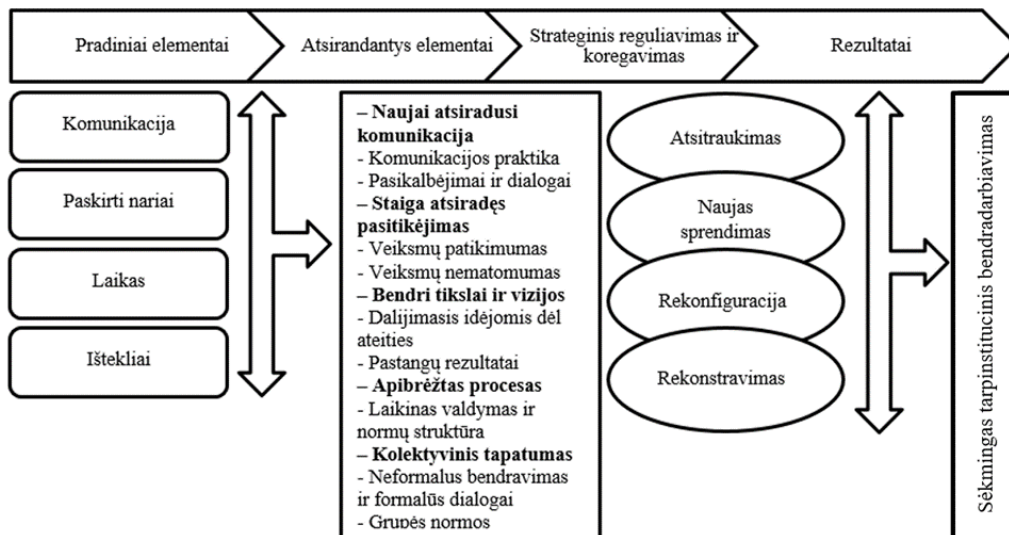 Pradiniai elementai
Atsirandantys elementai
Strateginis reguliavimas ir
koregavimas
Rezultatai
Komunikacija
Paskirti nariai
Laikas
Ištekliai
– Naujai atsiradusi
komunikacija
- Komunikacijos praktika
- Pasikalbėjimai ir dialogai
– Staiga atsiradęs
pasitikėjimas
- Veiksmų patikimumas
- Veiksmų nematomumas
– Bendri tikslai ir vizijos
- Dalijimasis idėjomis dėl
ateities
- Pastangų rezultatai
– Apibrėžtas procesas
- Laikinas valdymas ir
normų struktūra
– Kolektyvinis tapatumas
- Neformalus bendravimas
ir formalūs dialogai
- Grupės normos
Atsitraukimas
Naujas
sprendimas
Rekonfiguracija
Rekonstravimas
Sėkmingas tarpinstitucinis bendradarbiavimas